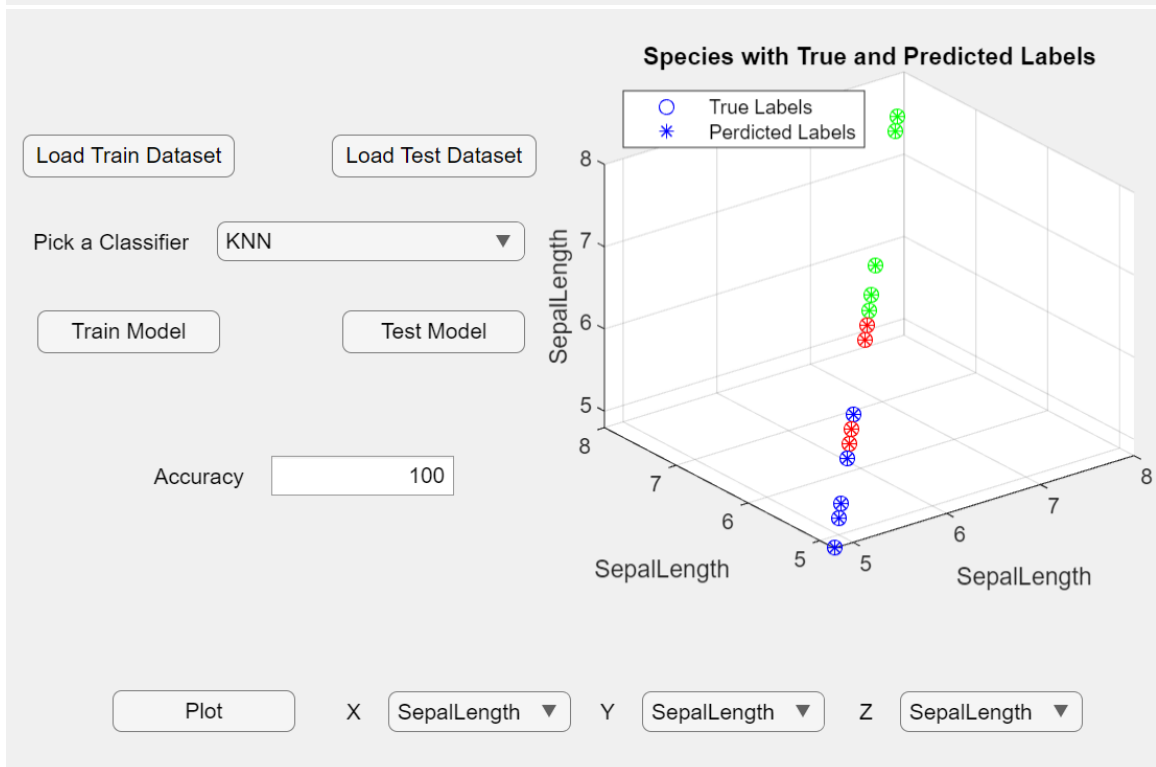 Species with True and Predicted Labels
True Labels
Perdicted Labels
Load Train Dataset
Load Test Dataset
Pick a Classifier
KNN
Train Model
Test Model
Accuracy
100
SepalLength
8
7
6
5
8
7
6
5
SepalLength
5
6
7
8
SepalLength
Plot
X
SepalLength
Y
SepalLength
Z
SepalLength